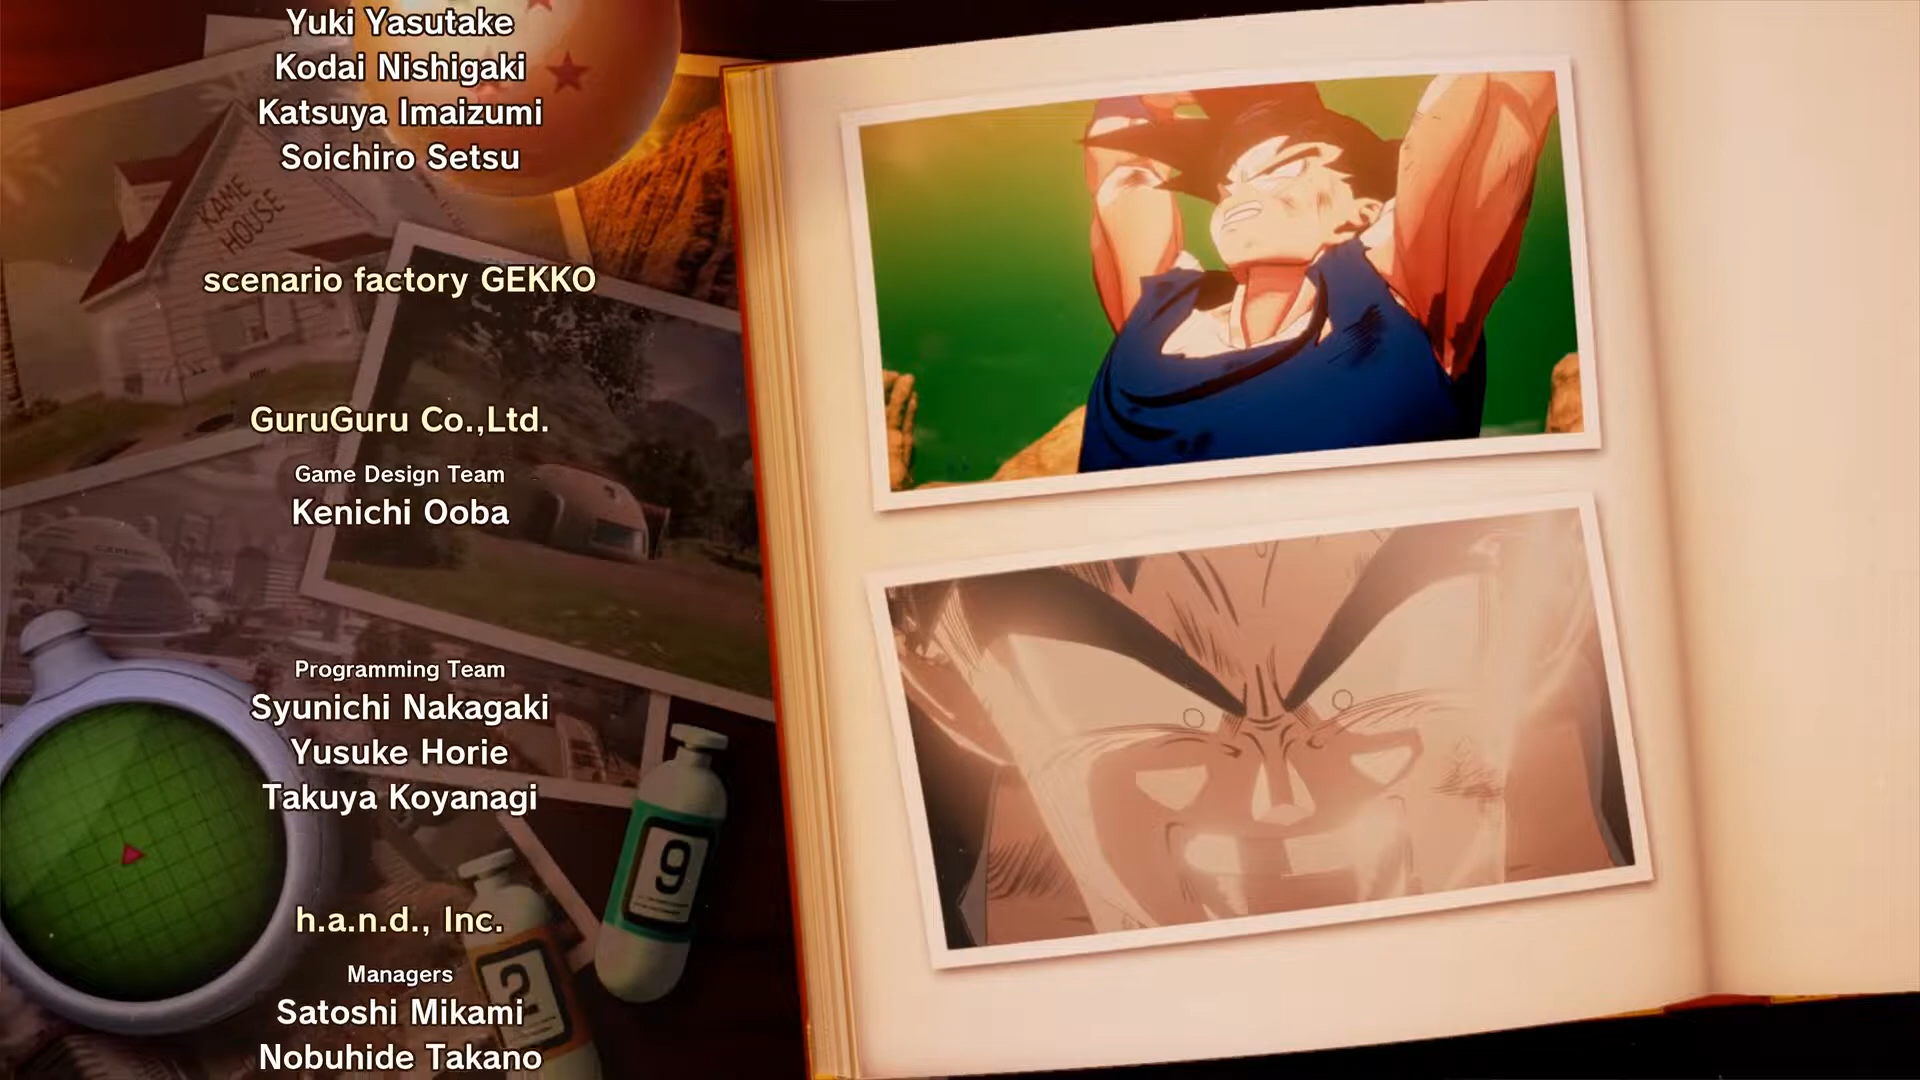 Yuki Yasutake
Kodai Nishigaki
Katsuya Imaizumi
Soichiro Setsu
KAME
HOUSE
scenario factory GEKKO
GuruGuru Co.,Ltd.
Game Design Team
Kenichi Ooba
Programming Team
Syunichi Nakagaki
Yusuke Horie
Takuya Koyanagi
9
h.a.n.d., Inc.
Managers
2
Satoshi Mikami
Nobuhide Takano